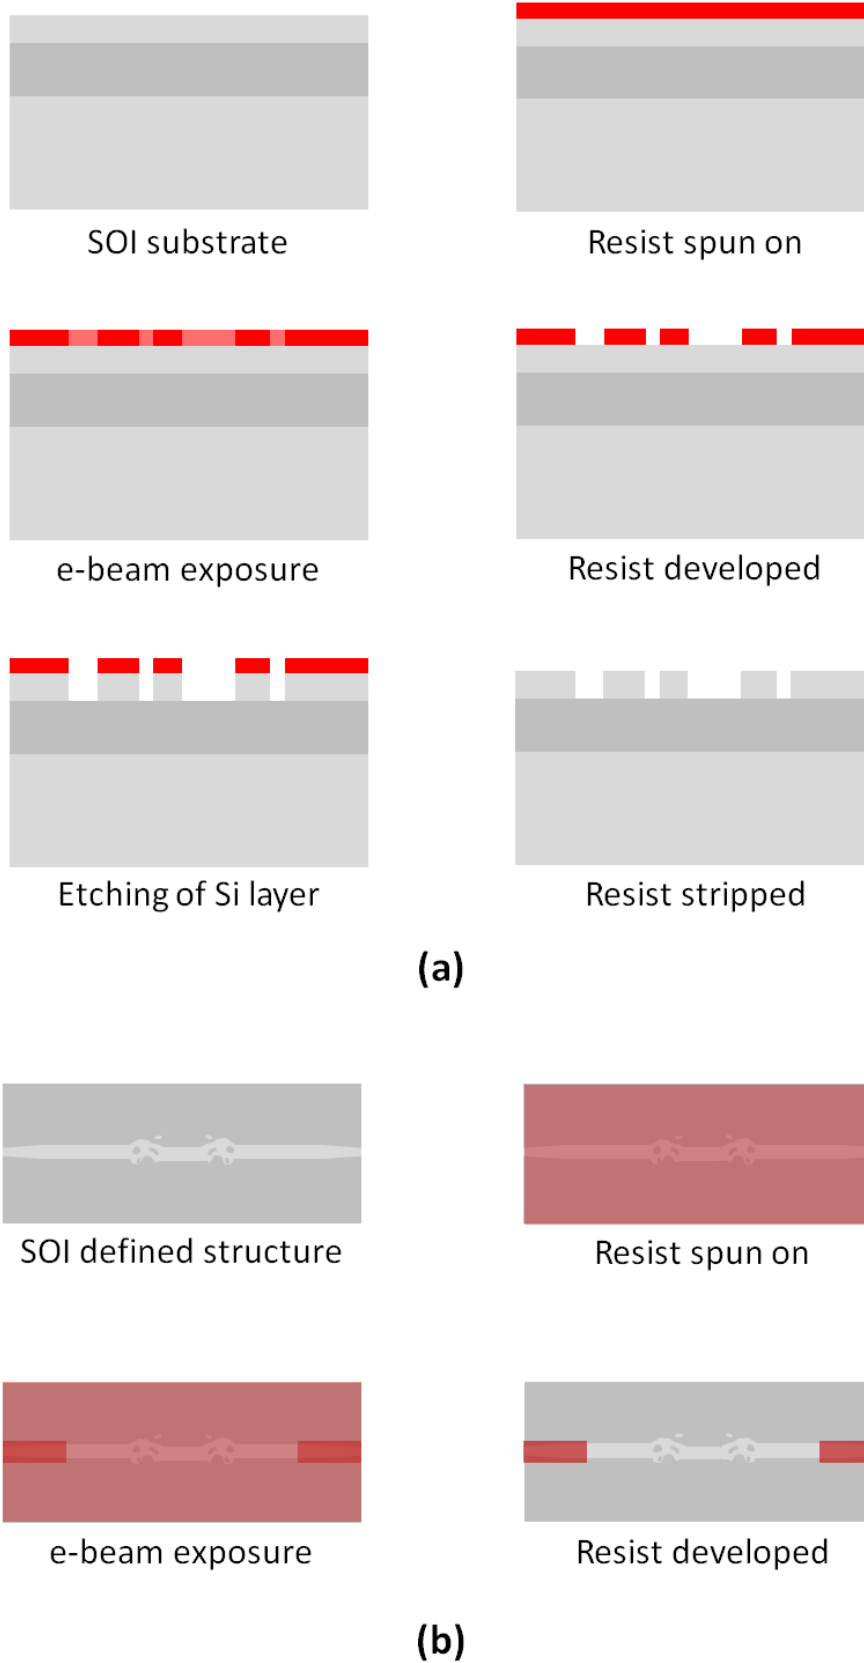 SOI substrate
Resist spun on
e-beam exposure
Resist developed
Etching of Si layer
Resist stripped
(a)
SOI defined structure
Resist spun on
e-beam exposure
Resist developed
(b)